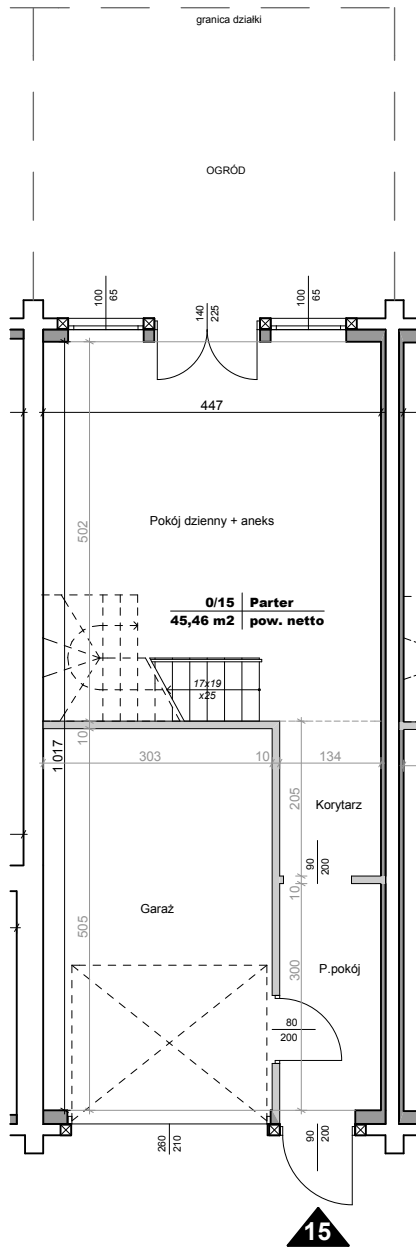 granica działki
OGRÓD
100
65
140
225
100
65
447
502
Pokój dzienny + aneks
0/15 Parter
45,46 m2 pow. netto
17x19
x25
10
1 017
303
10
134
205
Korytarz
90
200
10
505
Garaż
300
P.pokój
80
200
260
210
90
200
15